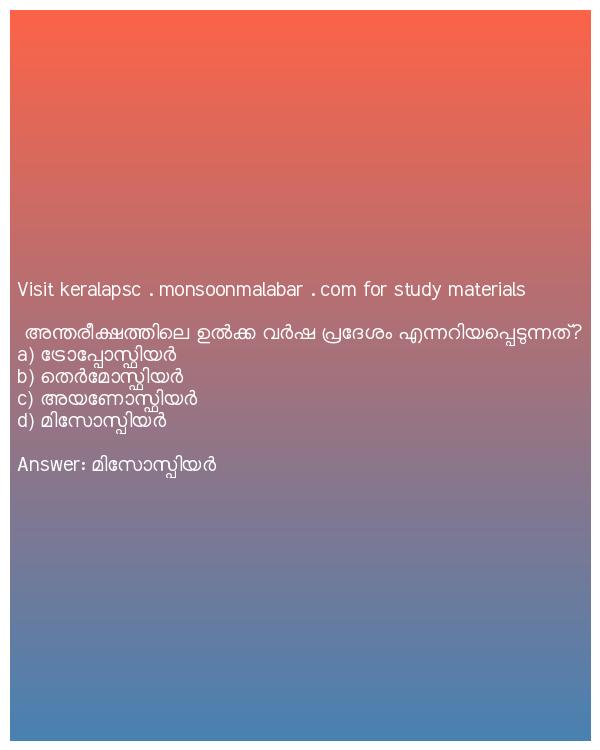 Visit keralapsc . monsoonmalabar . com for study materials
അന്തരീക്ഷത്തിലെ ഉൽക്ക വർഷ പ്രദേശം എന്നറിയപ്പെടുന്നത്?
a) ട്രോപ്പോസ്ഫിയർ
b) തെർമോസ്ഫിയർ
c) അയണോസ്ഫിയർ
d) മിസോസ്പിയർ
Answer: മിസോസ്പിയർ